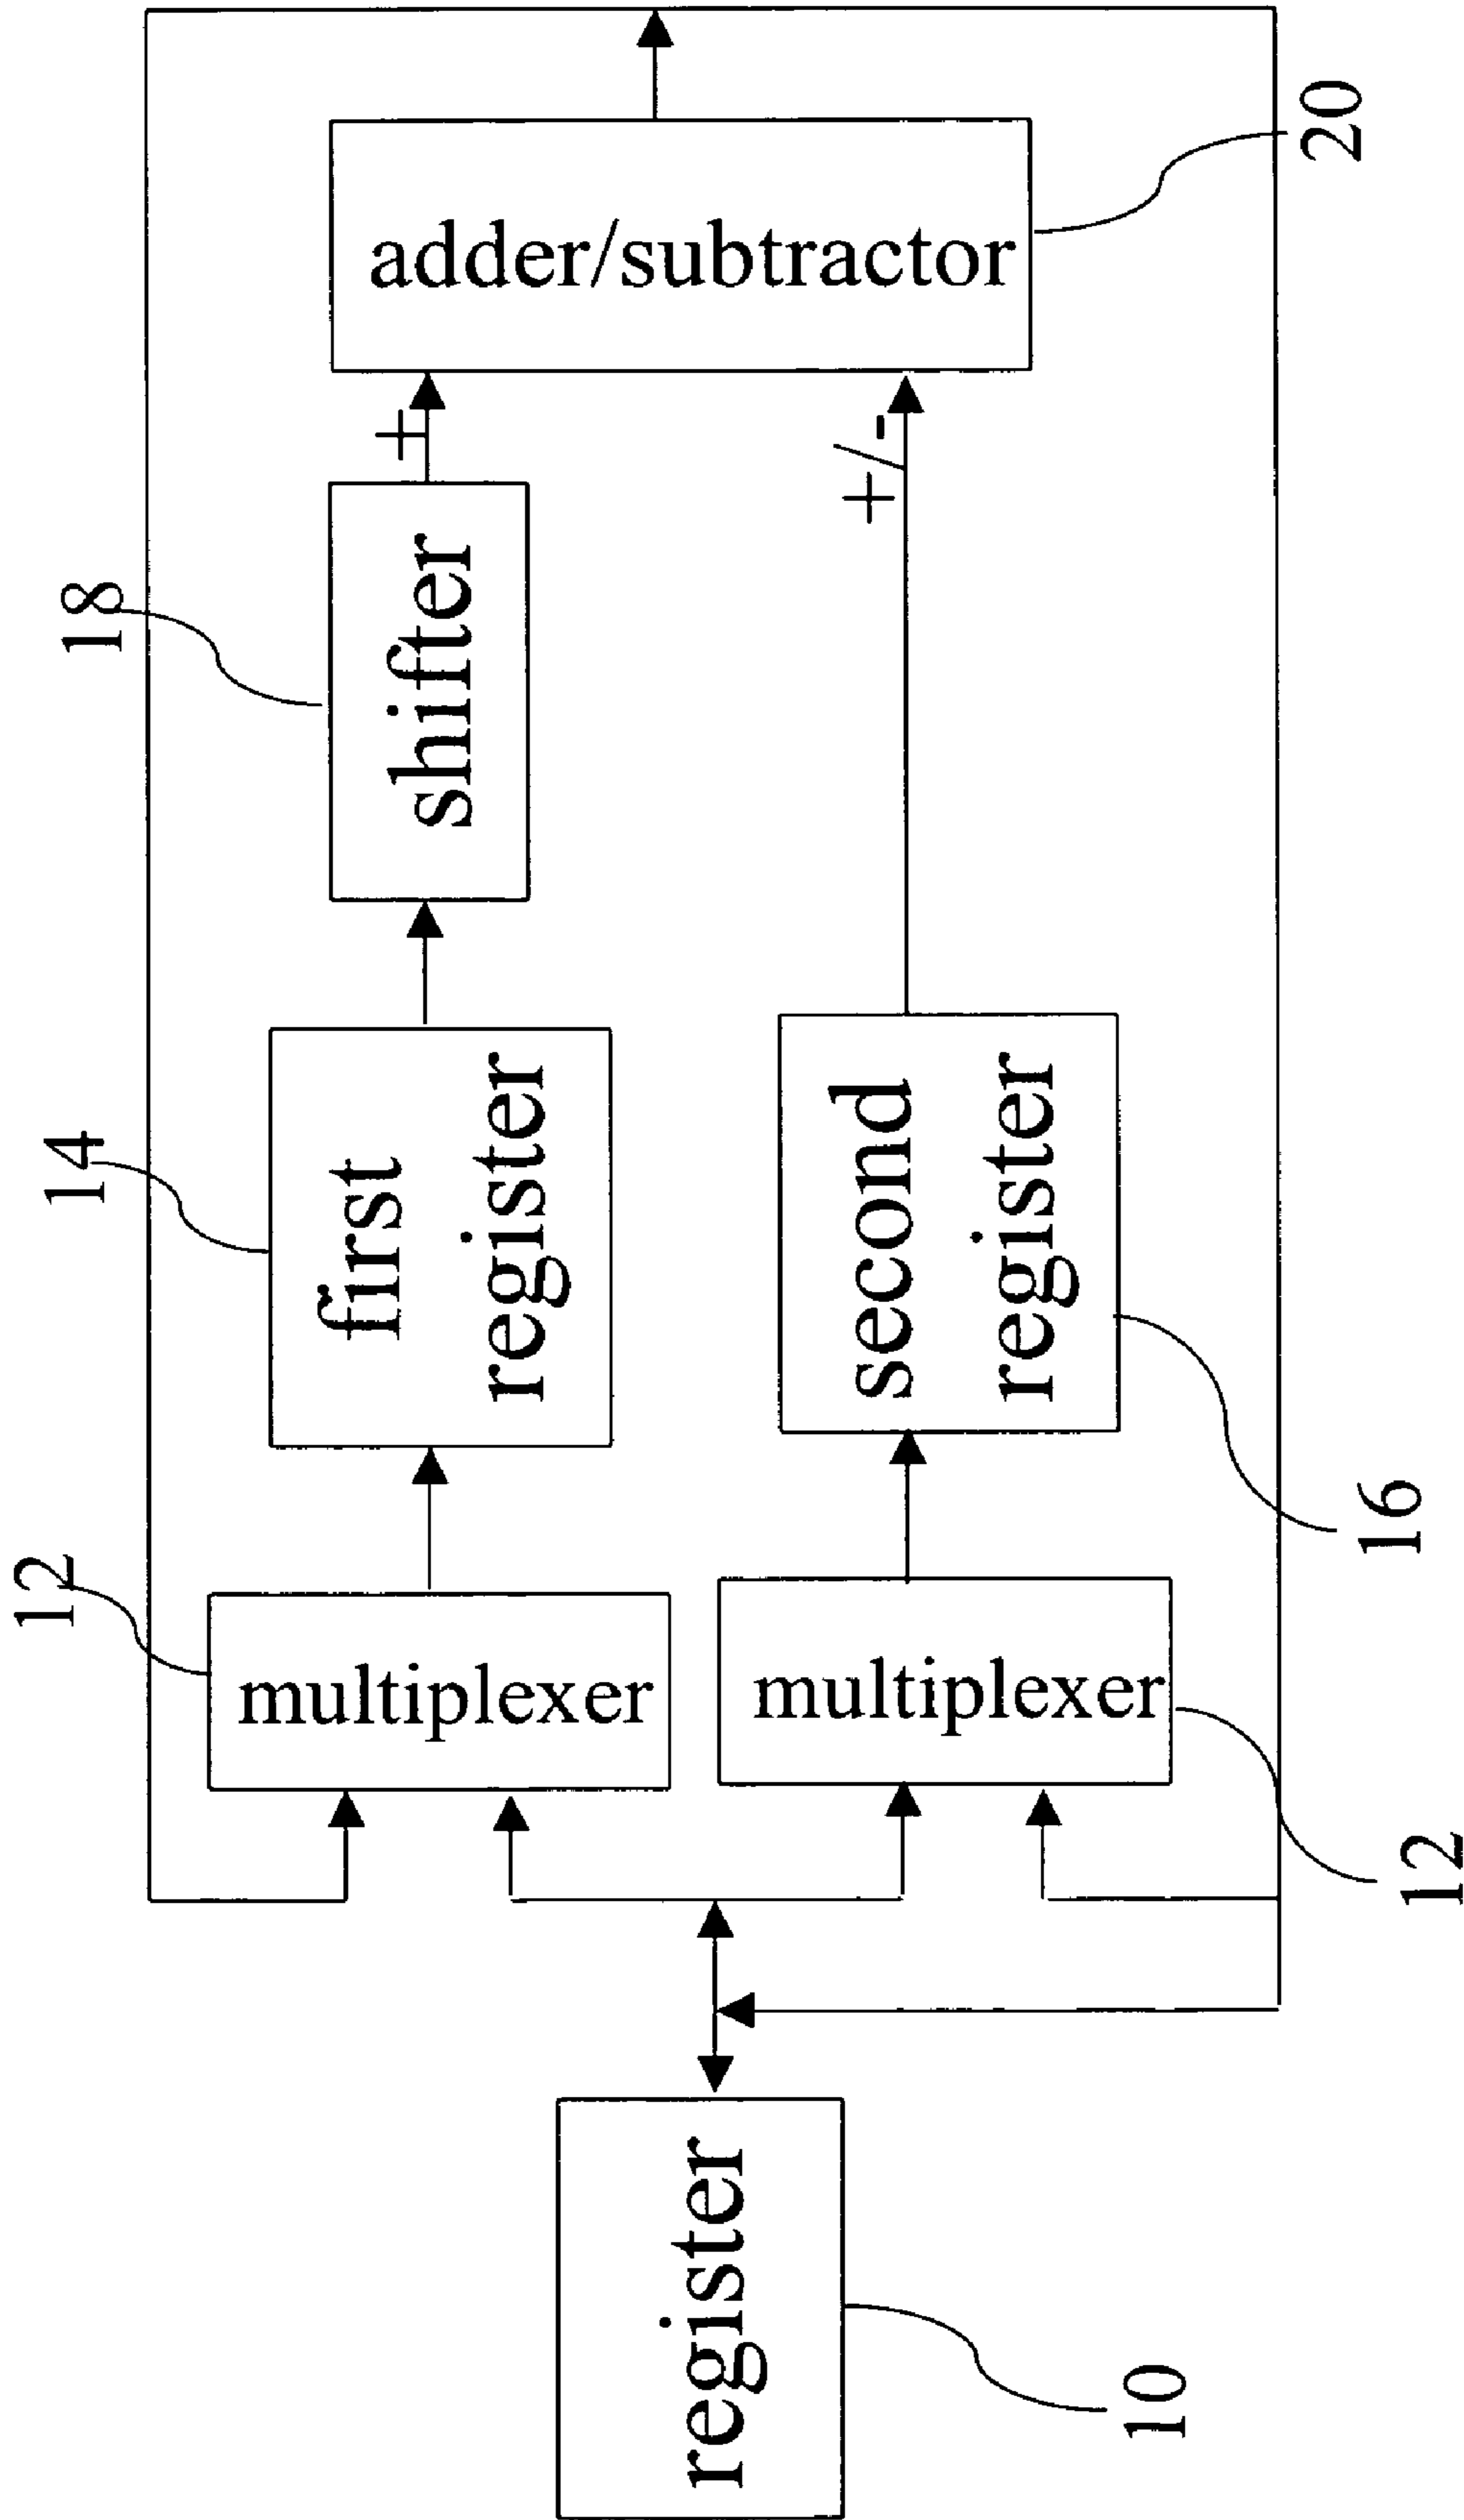 20
adder/subtractor
+
+/-
18
shifter
14
first
register
second
register
16
12
multiplexer
multiplexer
12
register
10